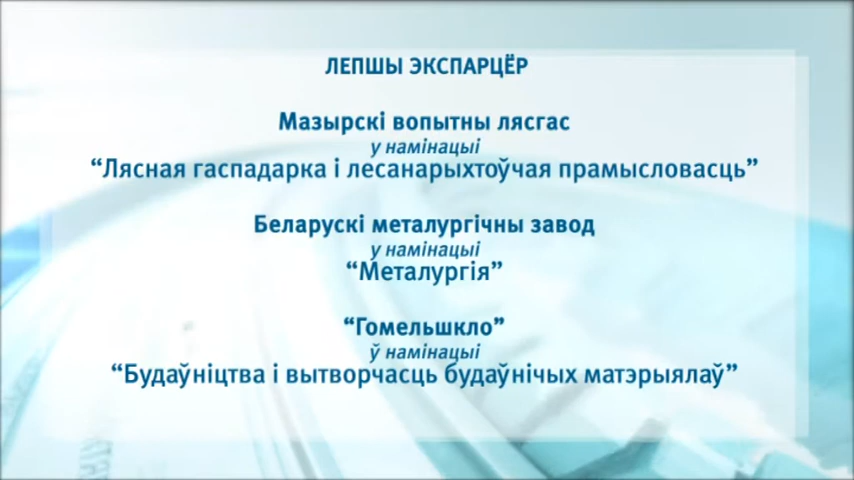 ЛЕПШЫ ЭКСПАРЦЁР
Мазырскі вопытны лясгас
у намінацыі
“Лясная гаспадарка і лесанарыхтоўчая прамысловасць”
Беларускі металургічны завод
у намінацыі
“Металургія”
“Гомельшкло”
ў намінацыі
“Будаўніцтва і вытворчасць будаўнічых матэрыялаў”